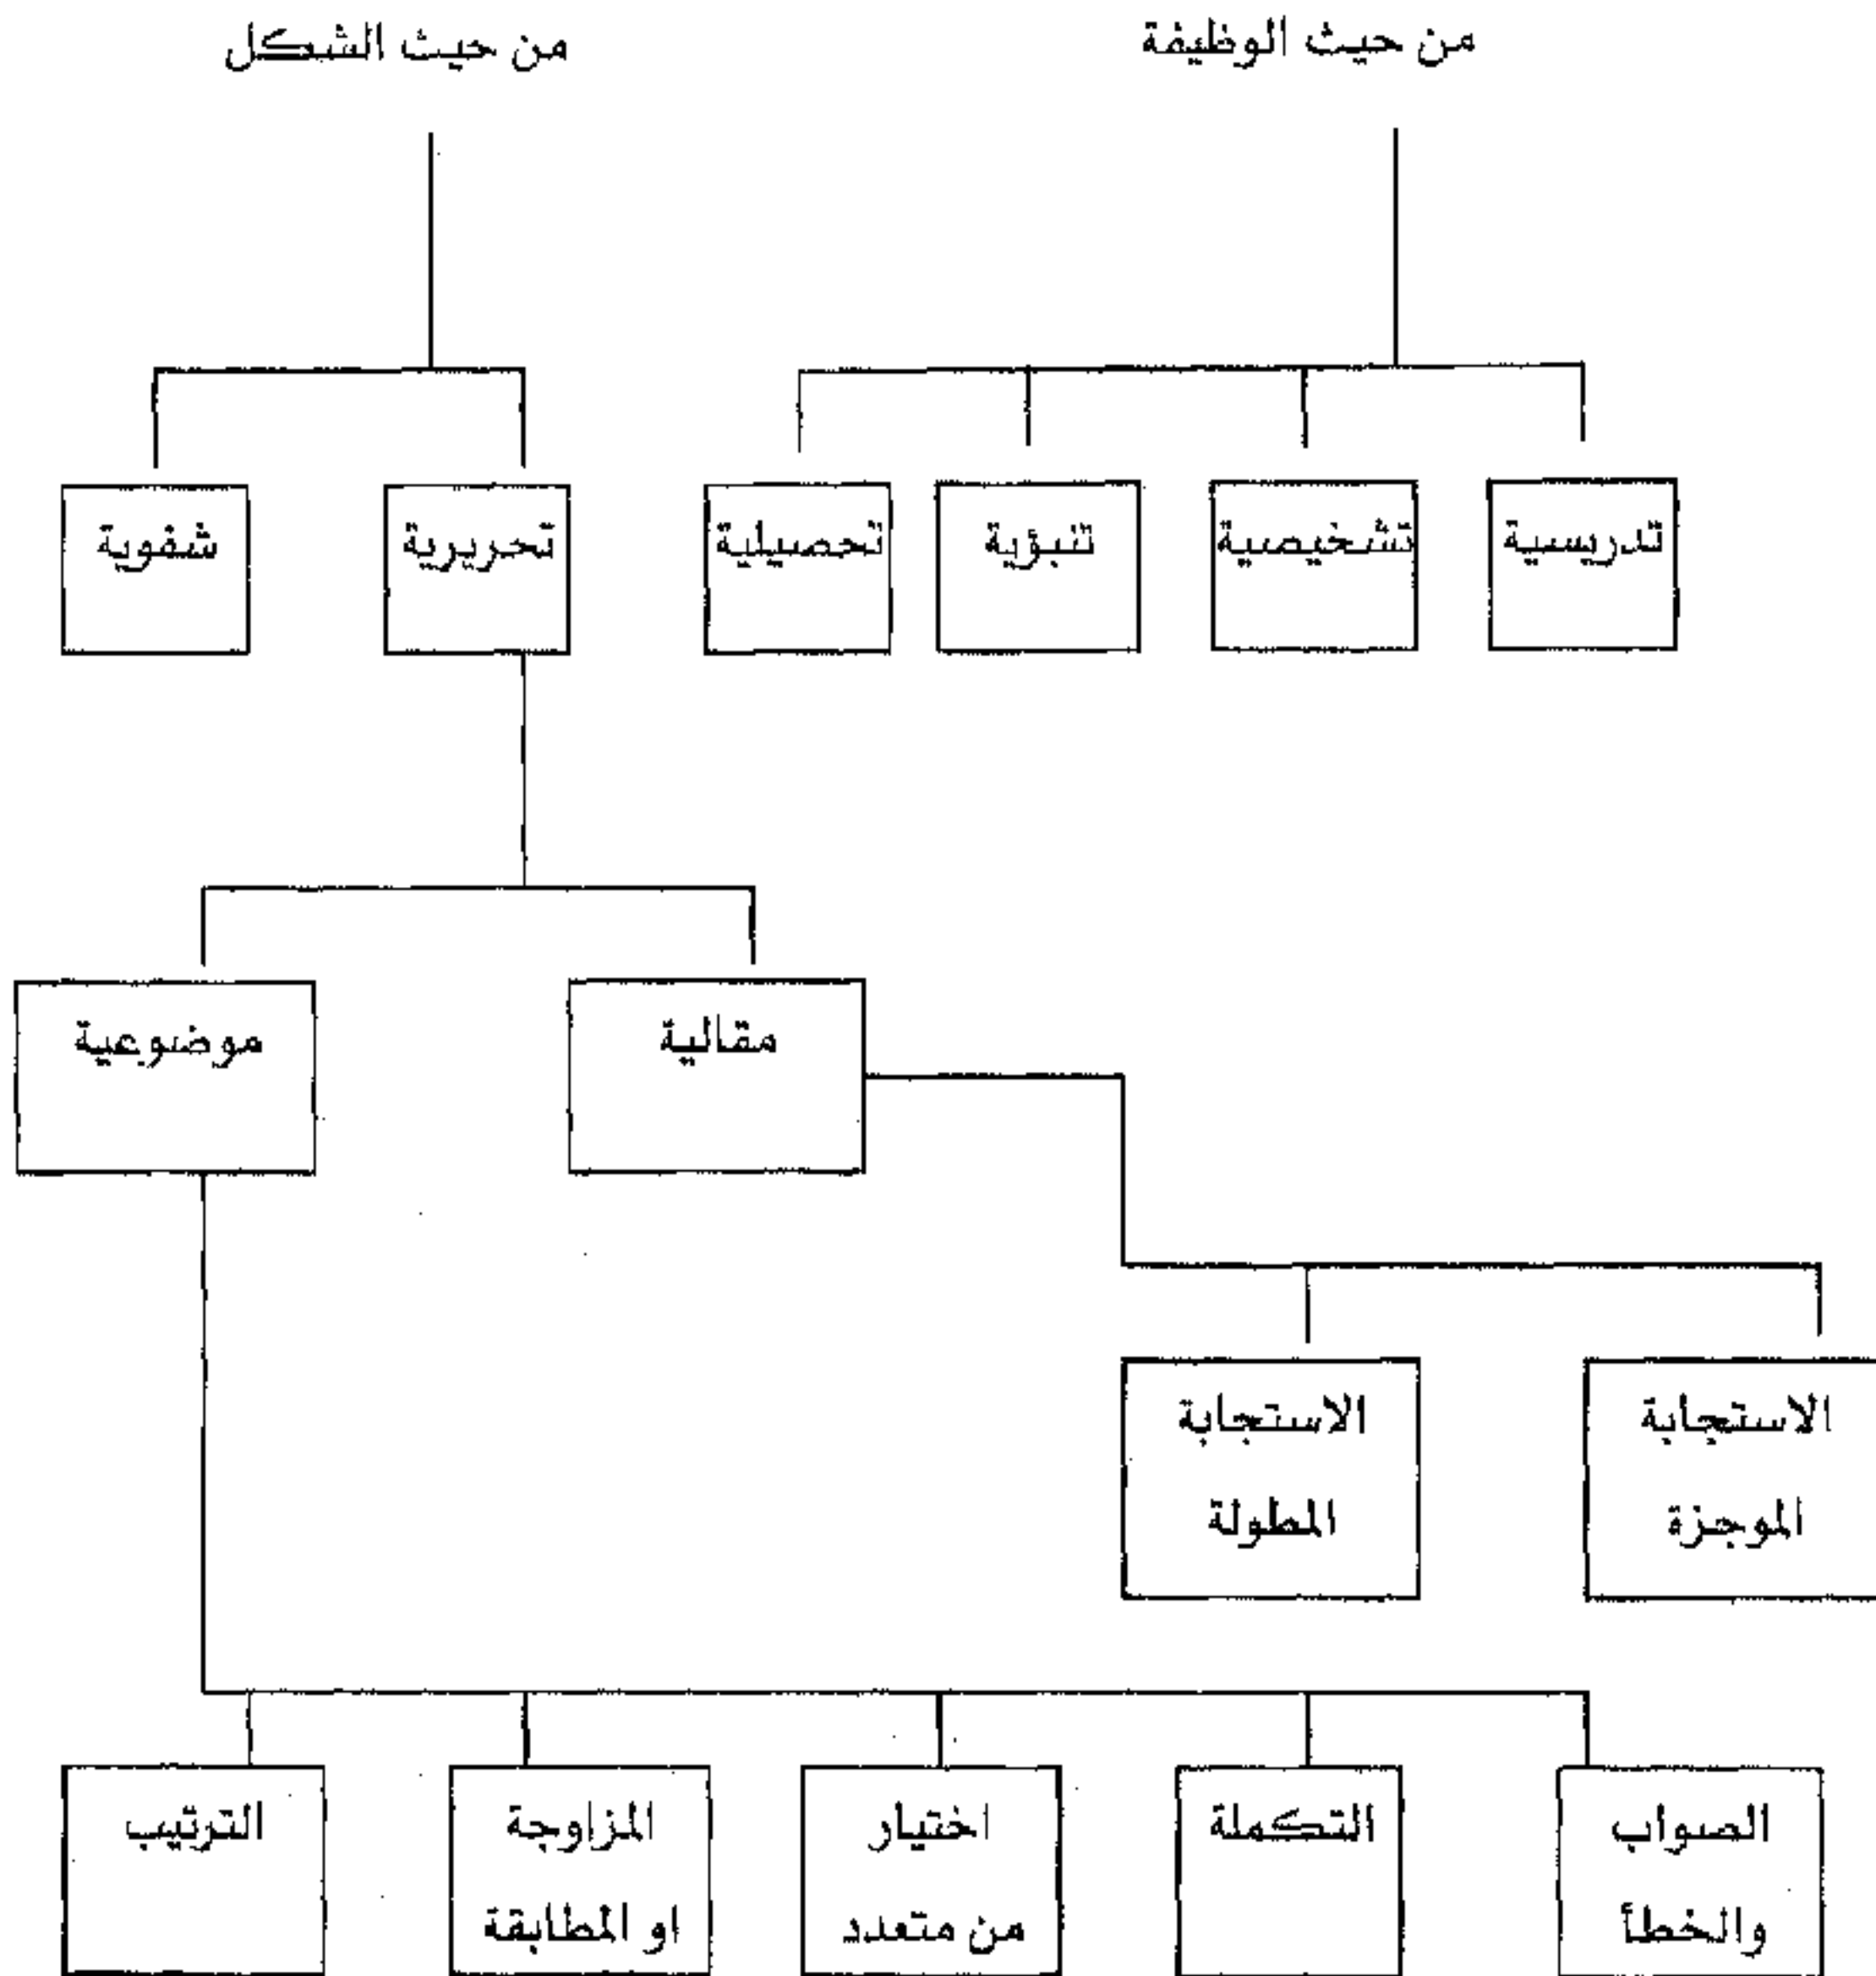 من حيث الوظيفة
من حيث الشكل
تدريسية
تشخيصية
تنبؤية
تحصيلية
تحريرية
شفوية
مقالية
موضوعية
الاستجابة
الموجزة
الاستجابة
المطولة
الصواب
والخطأ
التكملة
اختيار
من متعدد
المزاوجة
او المطابقة
الترتيب